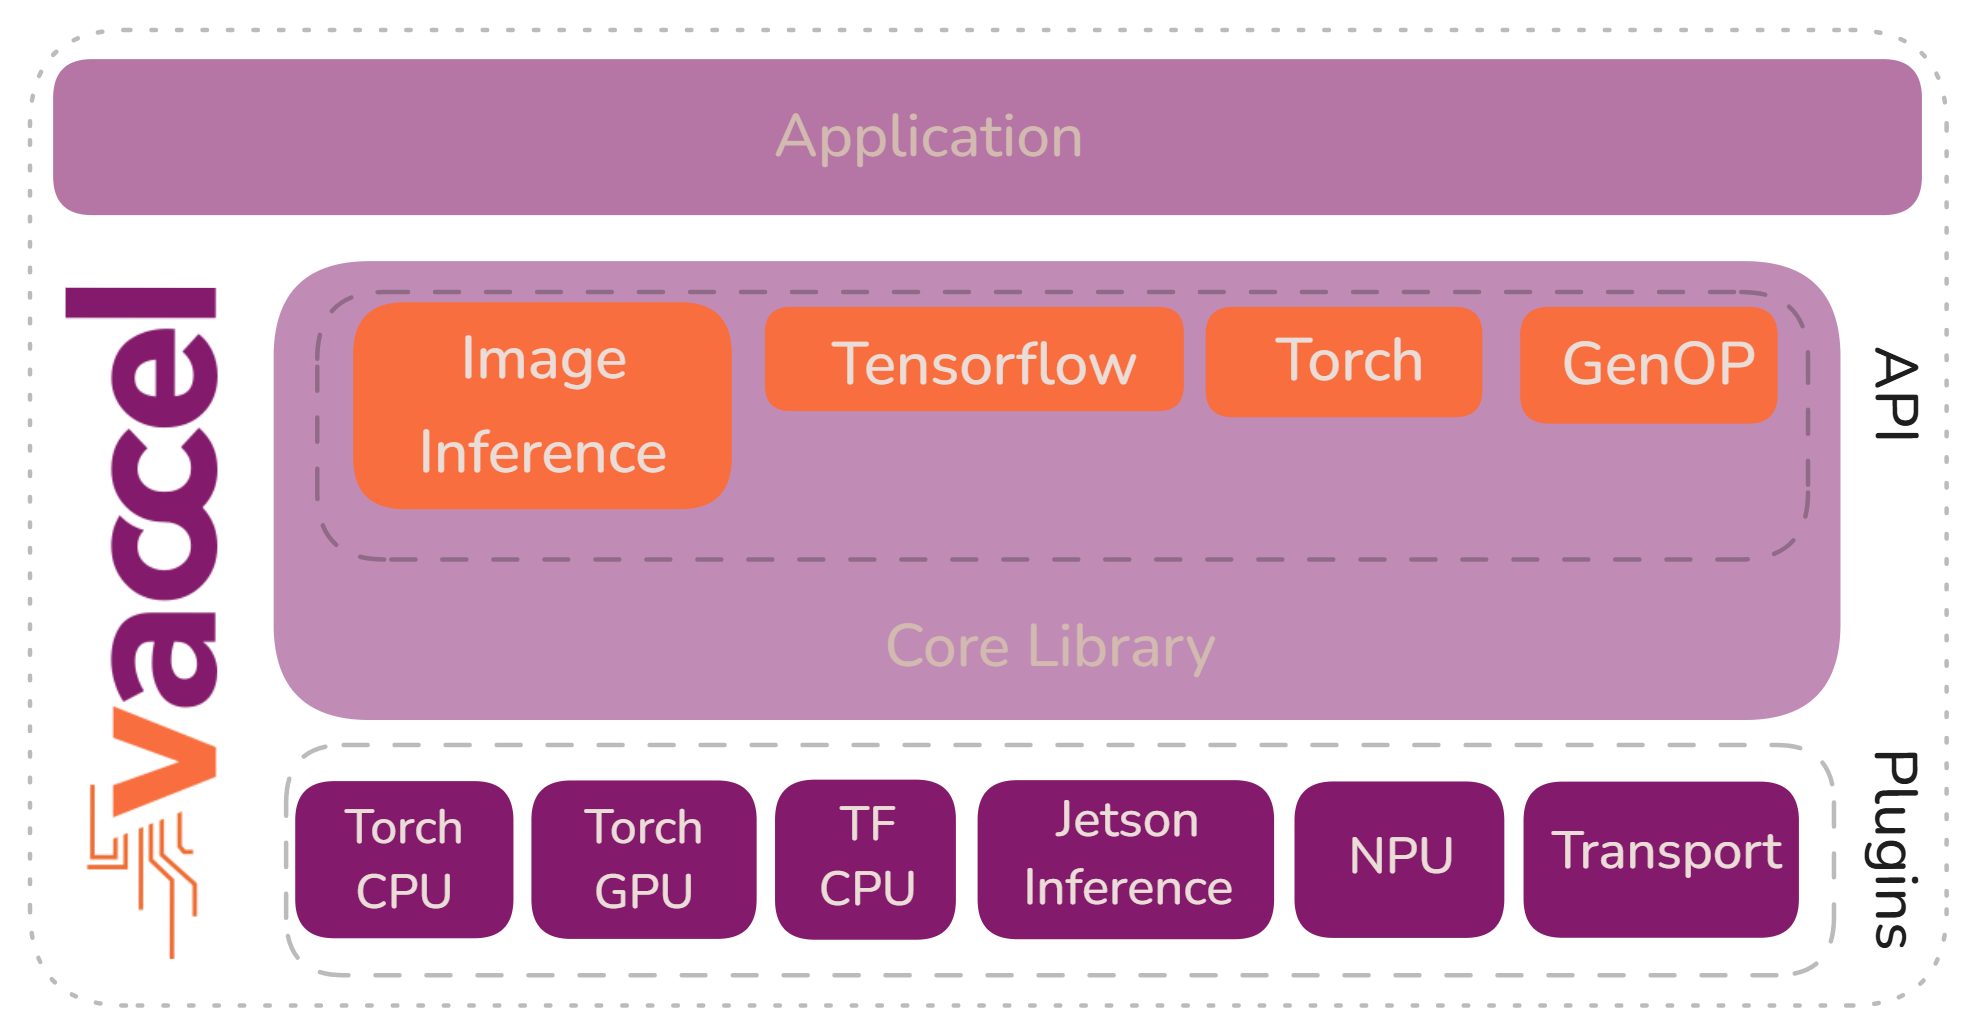 Application
vaccel
Image
Inference
Tensorflow
Torch
GenOP
API
Core Library
Torch
CPU
Torch
GPU
TF
CPU
Jetson
Inference
NPU
Transport
Plugins